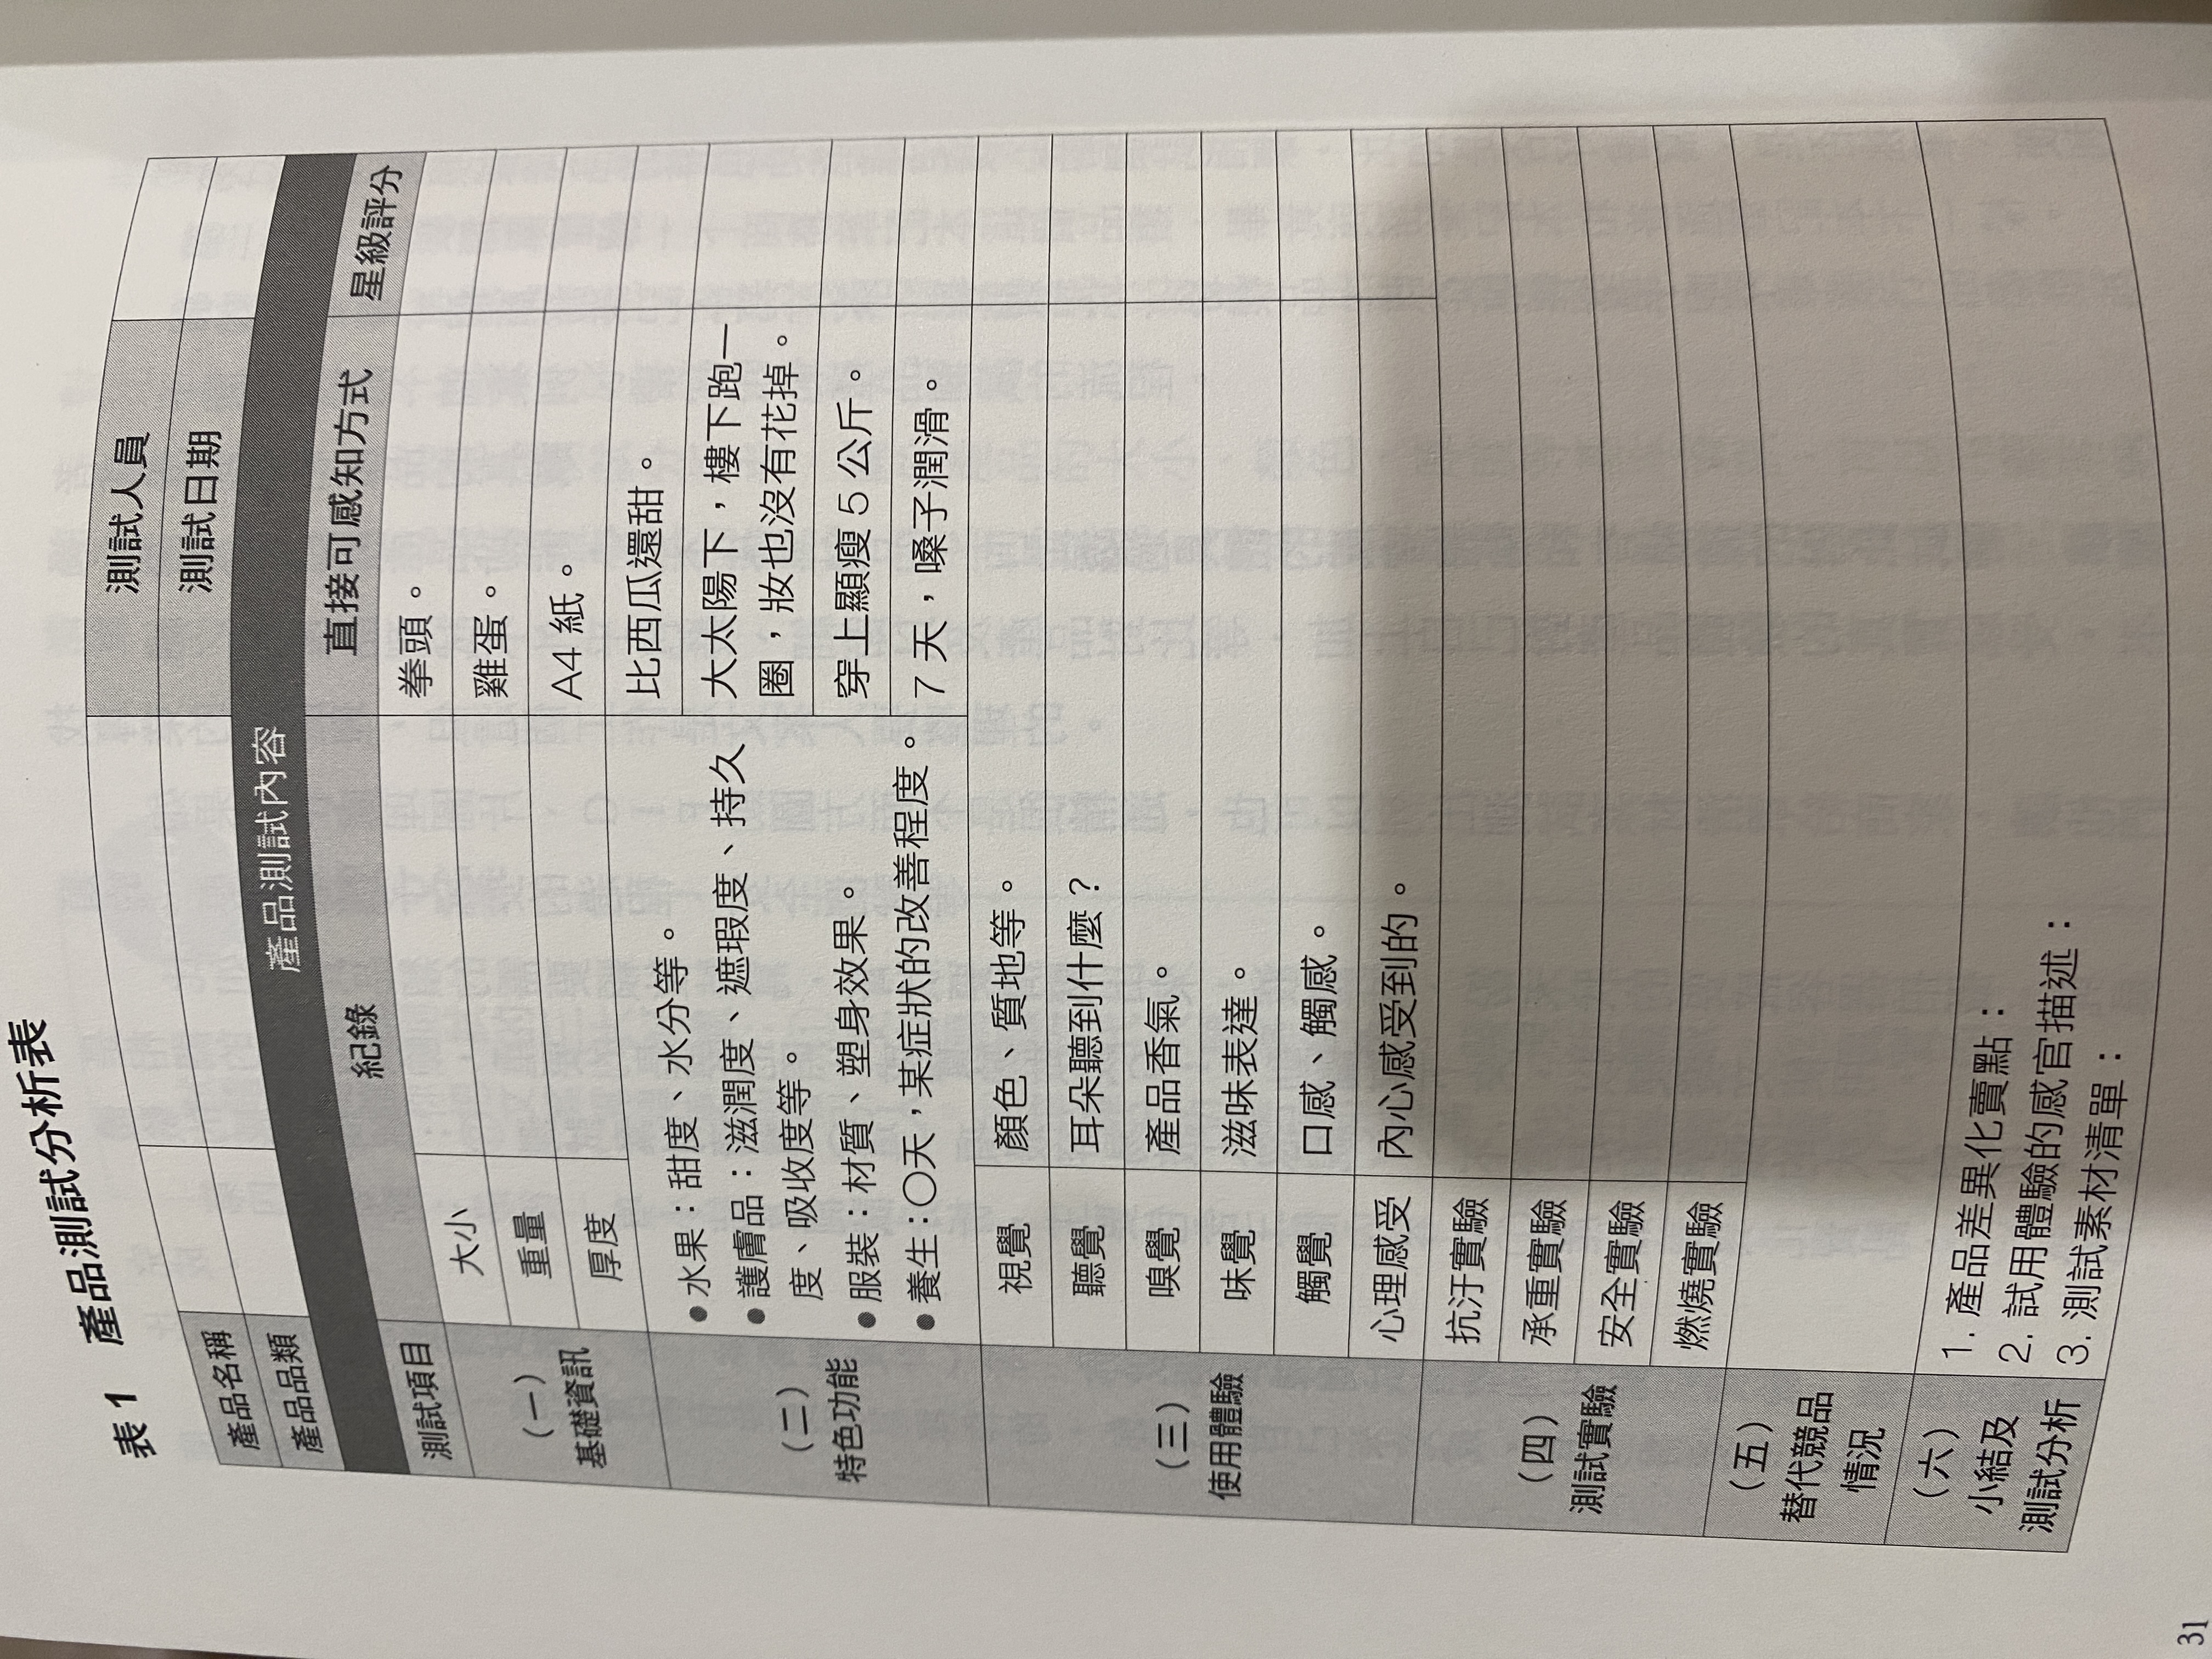 表 1　產品測試分析表
產品名稱　測試人員
產品品類　測試日期
產品測試內容
測試項目　紀錄　直接可感知方式　星級評分
（一）
基礎資訊
大小　拳頭。
重量　雞蛋。
厚度　A4 紙。
（二）
特色功能
●水果：甜度、水分等。
●護膚品：滋潤度、遮瑕度、持久
度、吸收度等。
●服裝：材質、塑身效果。
●養生：〇天，某症狀的改善程度。
比西瓜還甜。
大太陽下，樓下跑一
圈，妝也沒有花掉。
穿上顯瘦 5 公斤。
7 天，嗓子潤滑。
（三）
使用體驗
視覺　顏色、質地等。
聽覺　耳朵聽到什麼？
嗅覺　產品香氣。
味覺　滋味表達。
觸覺　口感、觸感。
心理感受　內心感受到的。
（四）
測試實驗
抗汙實驗
承重實驗
安全實驗
燃燒實驗
（五）
替代競品
情況
（六）
小結及
測試分析
1. 產品差異化賣點：
2. 試用體驗的感官描述：
3. 測試素材清單：
31